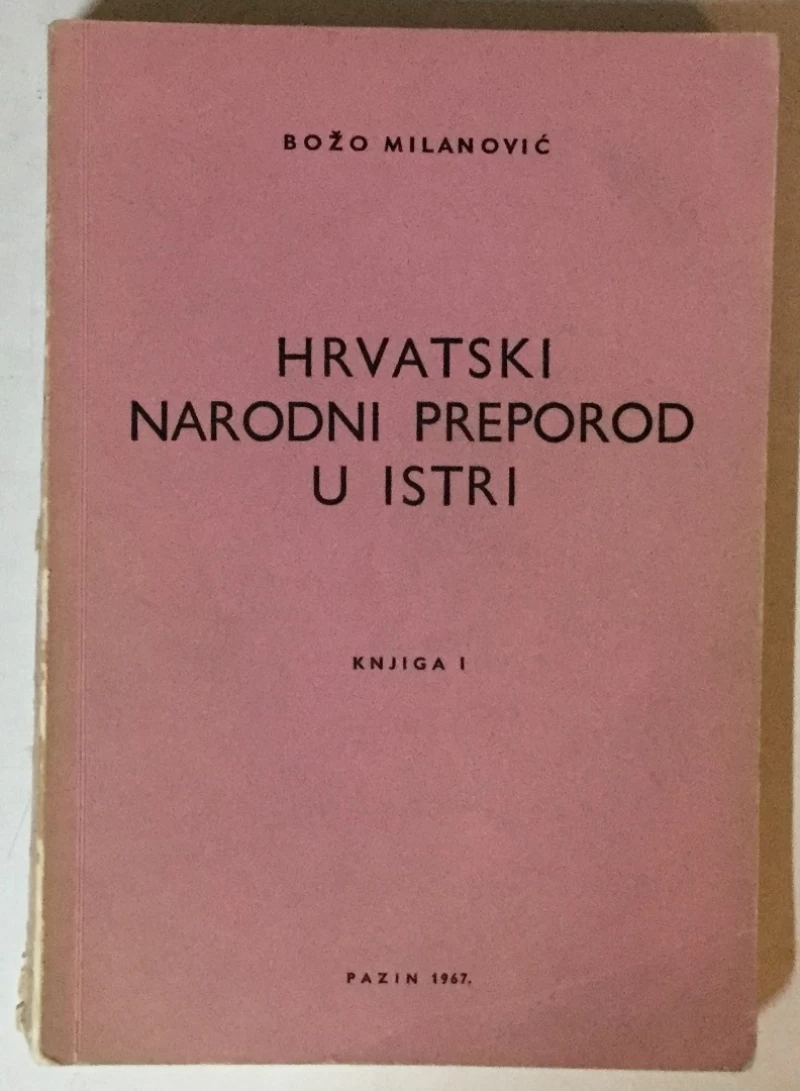 BOŽO MILANOVIĆ
HRVATSKI
NARODNI PREPOROD
U ISTRI
KNJIGA I
PAZIN 1967.